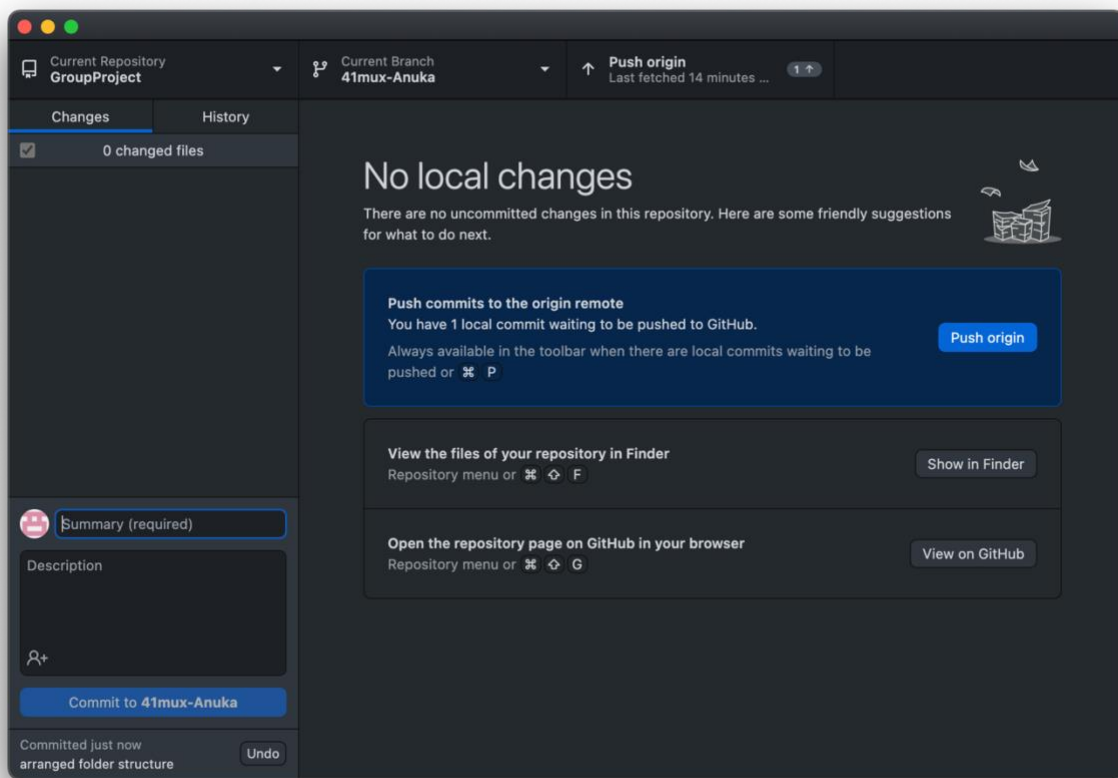 Current Repository
GroupProject
Current Branch
41mux-Anuka
Push origin
Last fetched 14 minutes ...
1 ↑
Changes
History
0 changed files
No local changes
There are no uncommitted changes in this repository. Here are some friendly suggestions
for what to do next.
Push commits to the origin remote
You have 1 local commit waiting to be pushed to GitHub.
Always available in the toolbar when there are local commits waiting to be
pushed or ⌘ P
Push origin
View the files of your repository in Finder
Repository menu or ⌘ ⇧ F
Show in Finder
Open the repository page on GitHub in your browser
Repository menu or ⌘ ⇧ G
View on GitHub
Summary (required)
Description
Commit to 41mux-Anuka
Committed just now
arranged folder structure
Undo